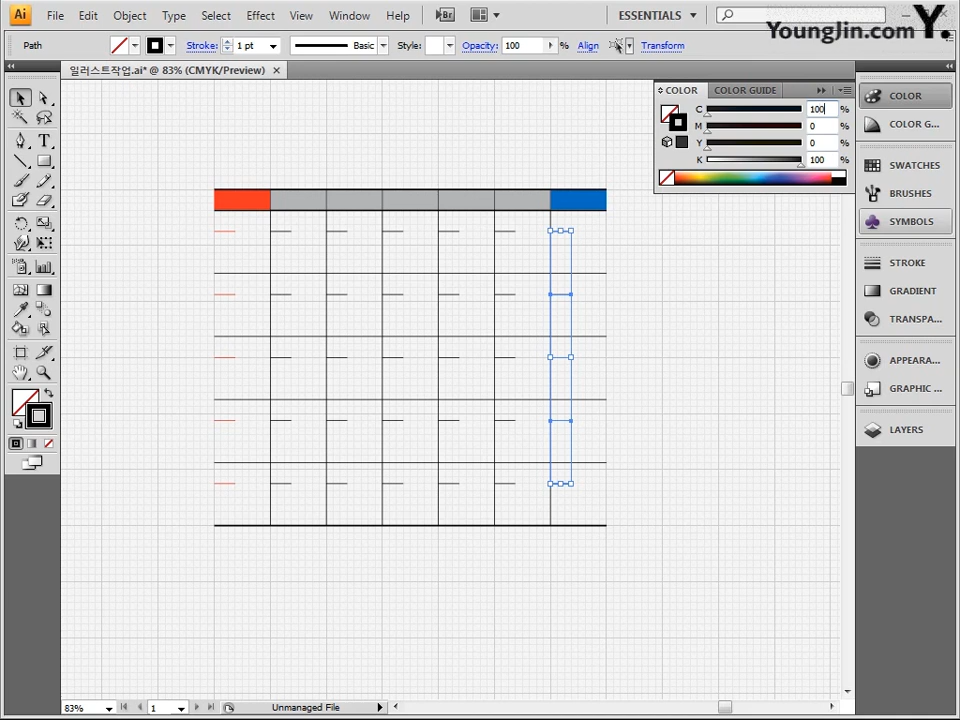 Ai File Edit Object Type Select Effect View Window Help Br ESSENTIALS
YoungJin.com Y.
Path Stroke: 1 pt Basic Style: Opacity: 100 % Align Transform
일러스트작업.ai* @ 83% (CMYK/Preview)
COLOR COLOR GUIDE
C 100 %
M 0 %
Y 0 %
K 100 %
COLOR
COLOR G...
SWATCHES
BRUSHES
SYMBOLS
STROKE
GRADIENT
TRANSPA...
APPEARA...
GRAPHIC ...
LAYERS
T
83% 1 Unmanaged File